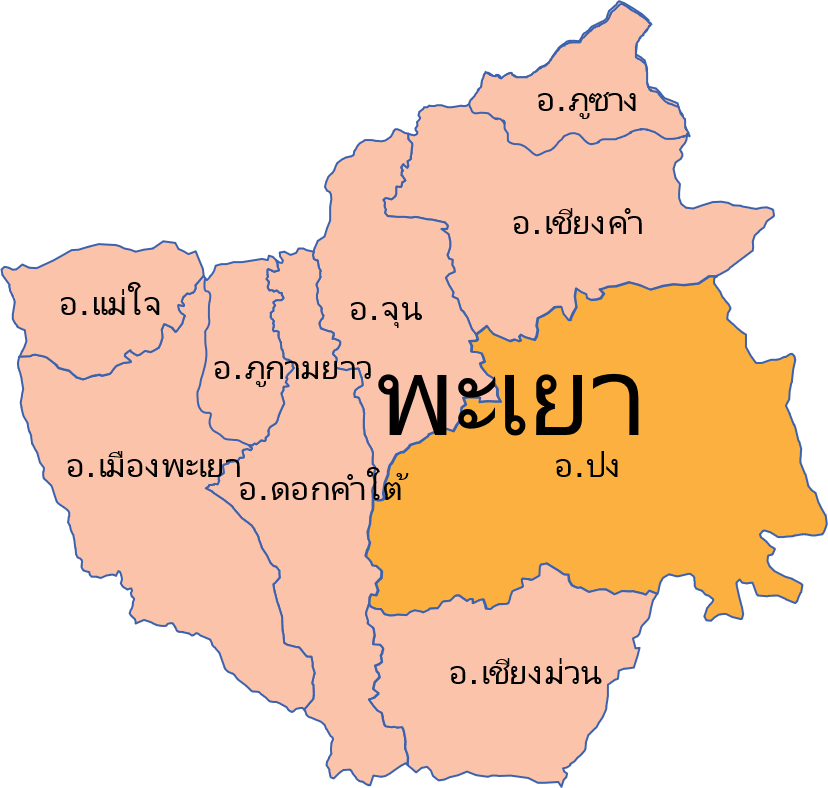 อ.ภูซาง
อ.เชียงคำ
อ.แม่ใจ
อ.จุน
อ.ภูกามยาว
พะเยา
อ.เมืองพะเยา
อ.ปง
อ.ดอกคำใต้
อ.เชียงม่วน